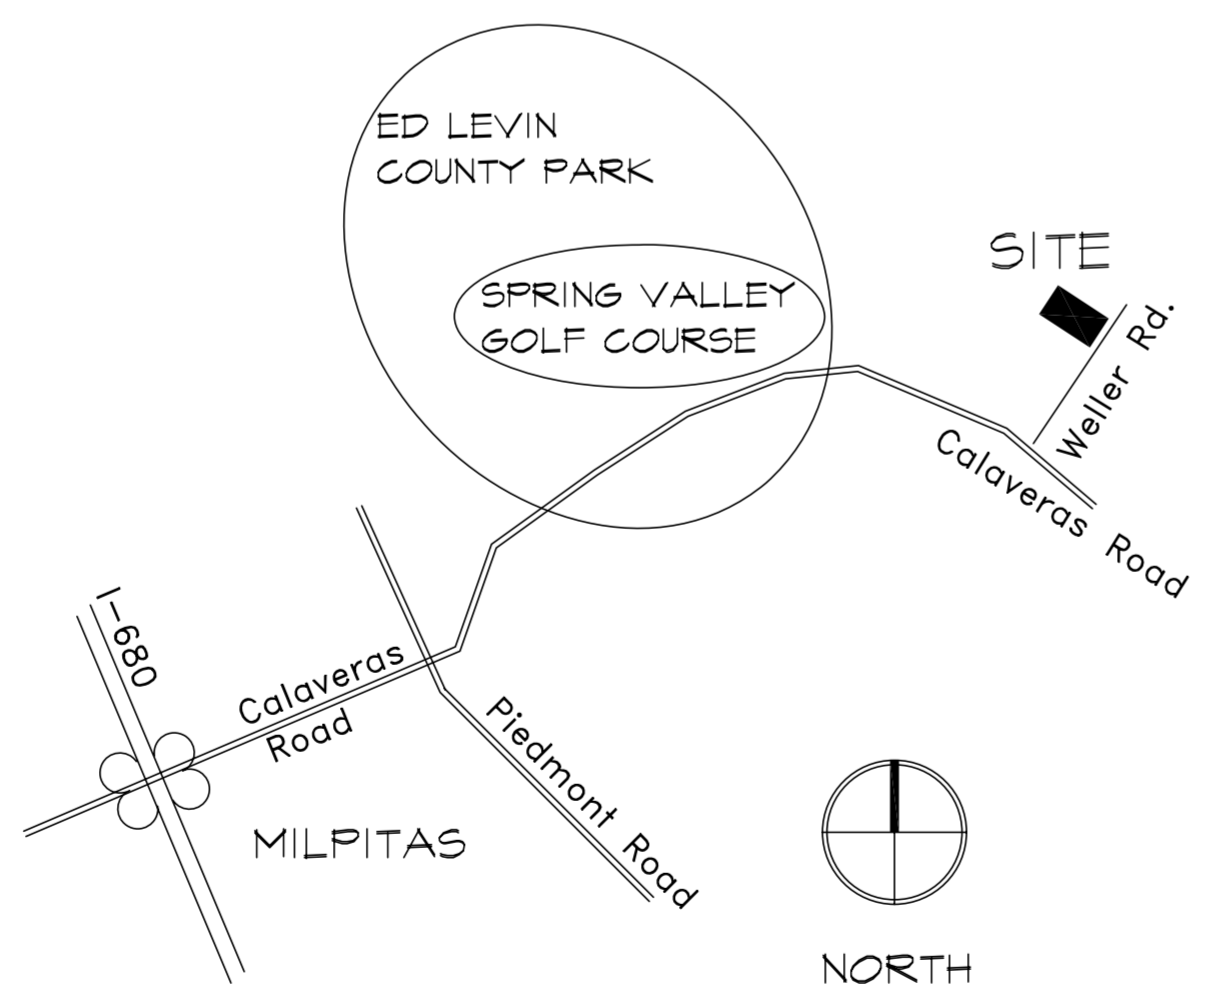 ED LEVIN
COUNTY PARK
SITE
SPRING VALLEY
GOLF COURSE
Weller Rd.
Calaveras Road
I-680
Calaveras
Road
Piedmont Road
MILPITAS
NORTH